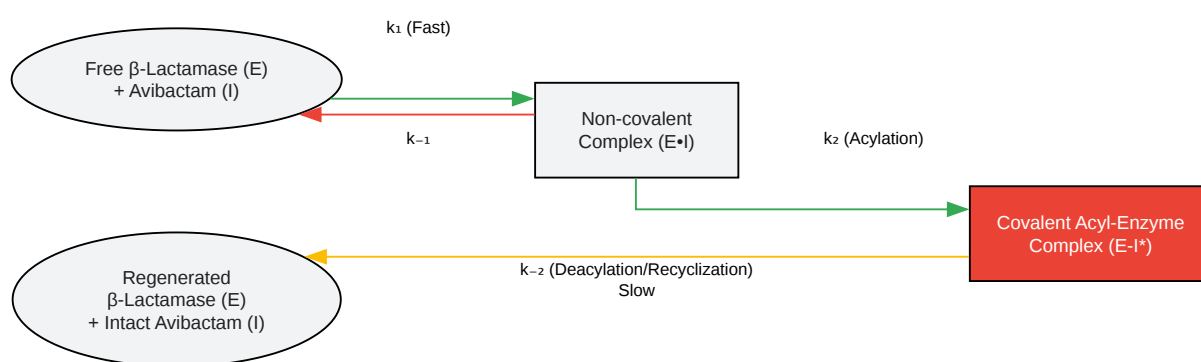 k₁ (Fast)
Free β-Lactamase (E)
+ Avibactam (I)
Non-covalent
Complex (E•I)
k₋₁
k₂ (Acylation)
Covalent Acyl-Enzyme
Complex (E-I*)
k₋₂ (Deacylation/Recyclization)
Slow
Regenerated
β-Lactamase (E)
+ Intact Avibactam (I)